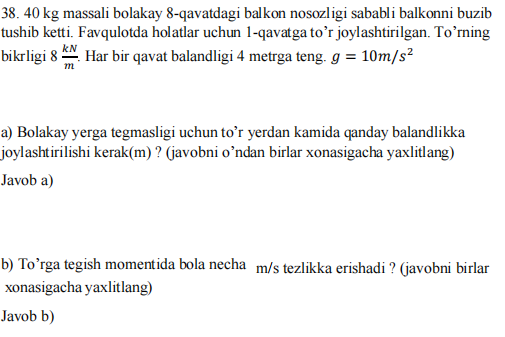 38. 40 kg massali bolakay 8-qavatdagi balkon nosozligi sababli balkonni buzib
tushib ketti. Favqulotda holatlar uchun 1-qavatga to’r joylashtirilgan. To’rning
bikrligi 8 kN/m. Har bir qavat balandligi 4 metrga teng. g = 10m/s²
a) Bolakay yerga tegmasligi uchun to’r yerdan kamida qanday balandlikka
joylashtirilishi kerak(m) ? (javobni o’ndan birlar xonasigacha yaxlitlang)
Javob a)
b) To’rga tegish momentida bola necha m/s tezlikka erishadi ? (javobni birlar
xonasigacha yaxlitlang)
Javob b)